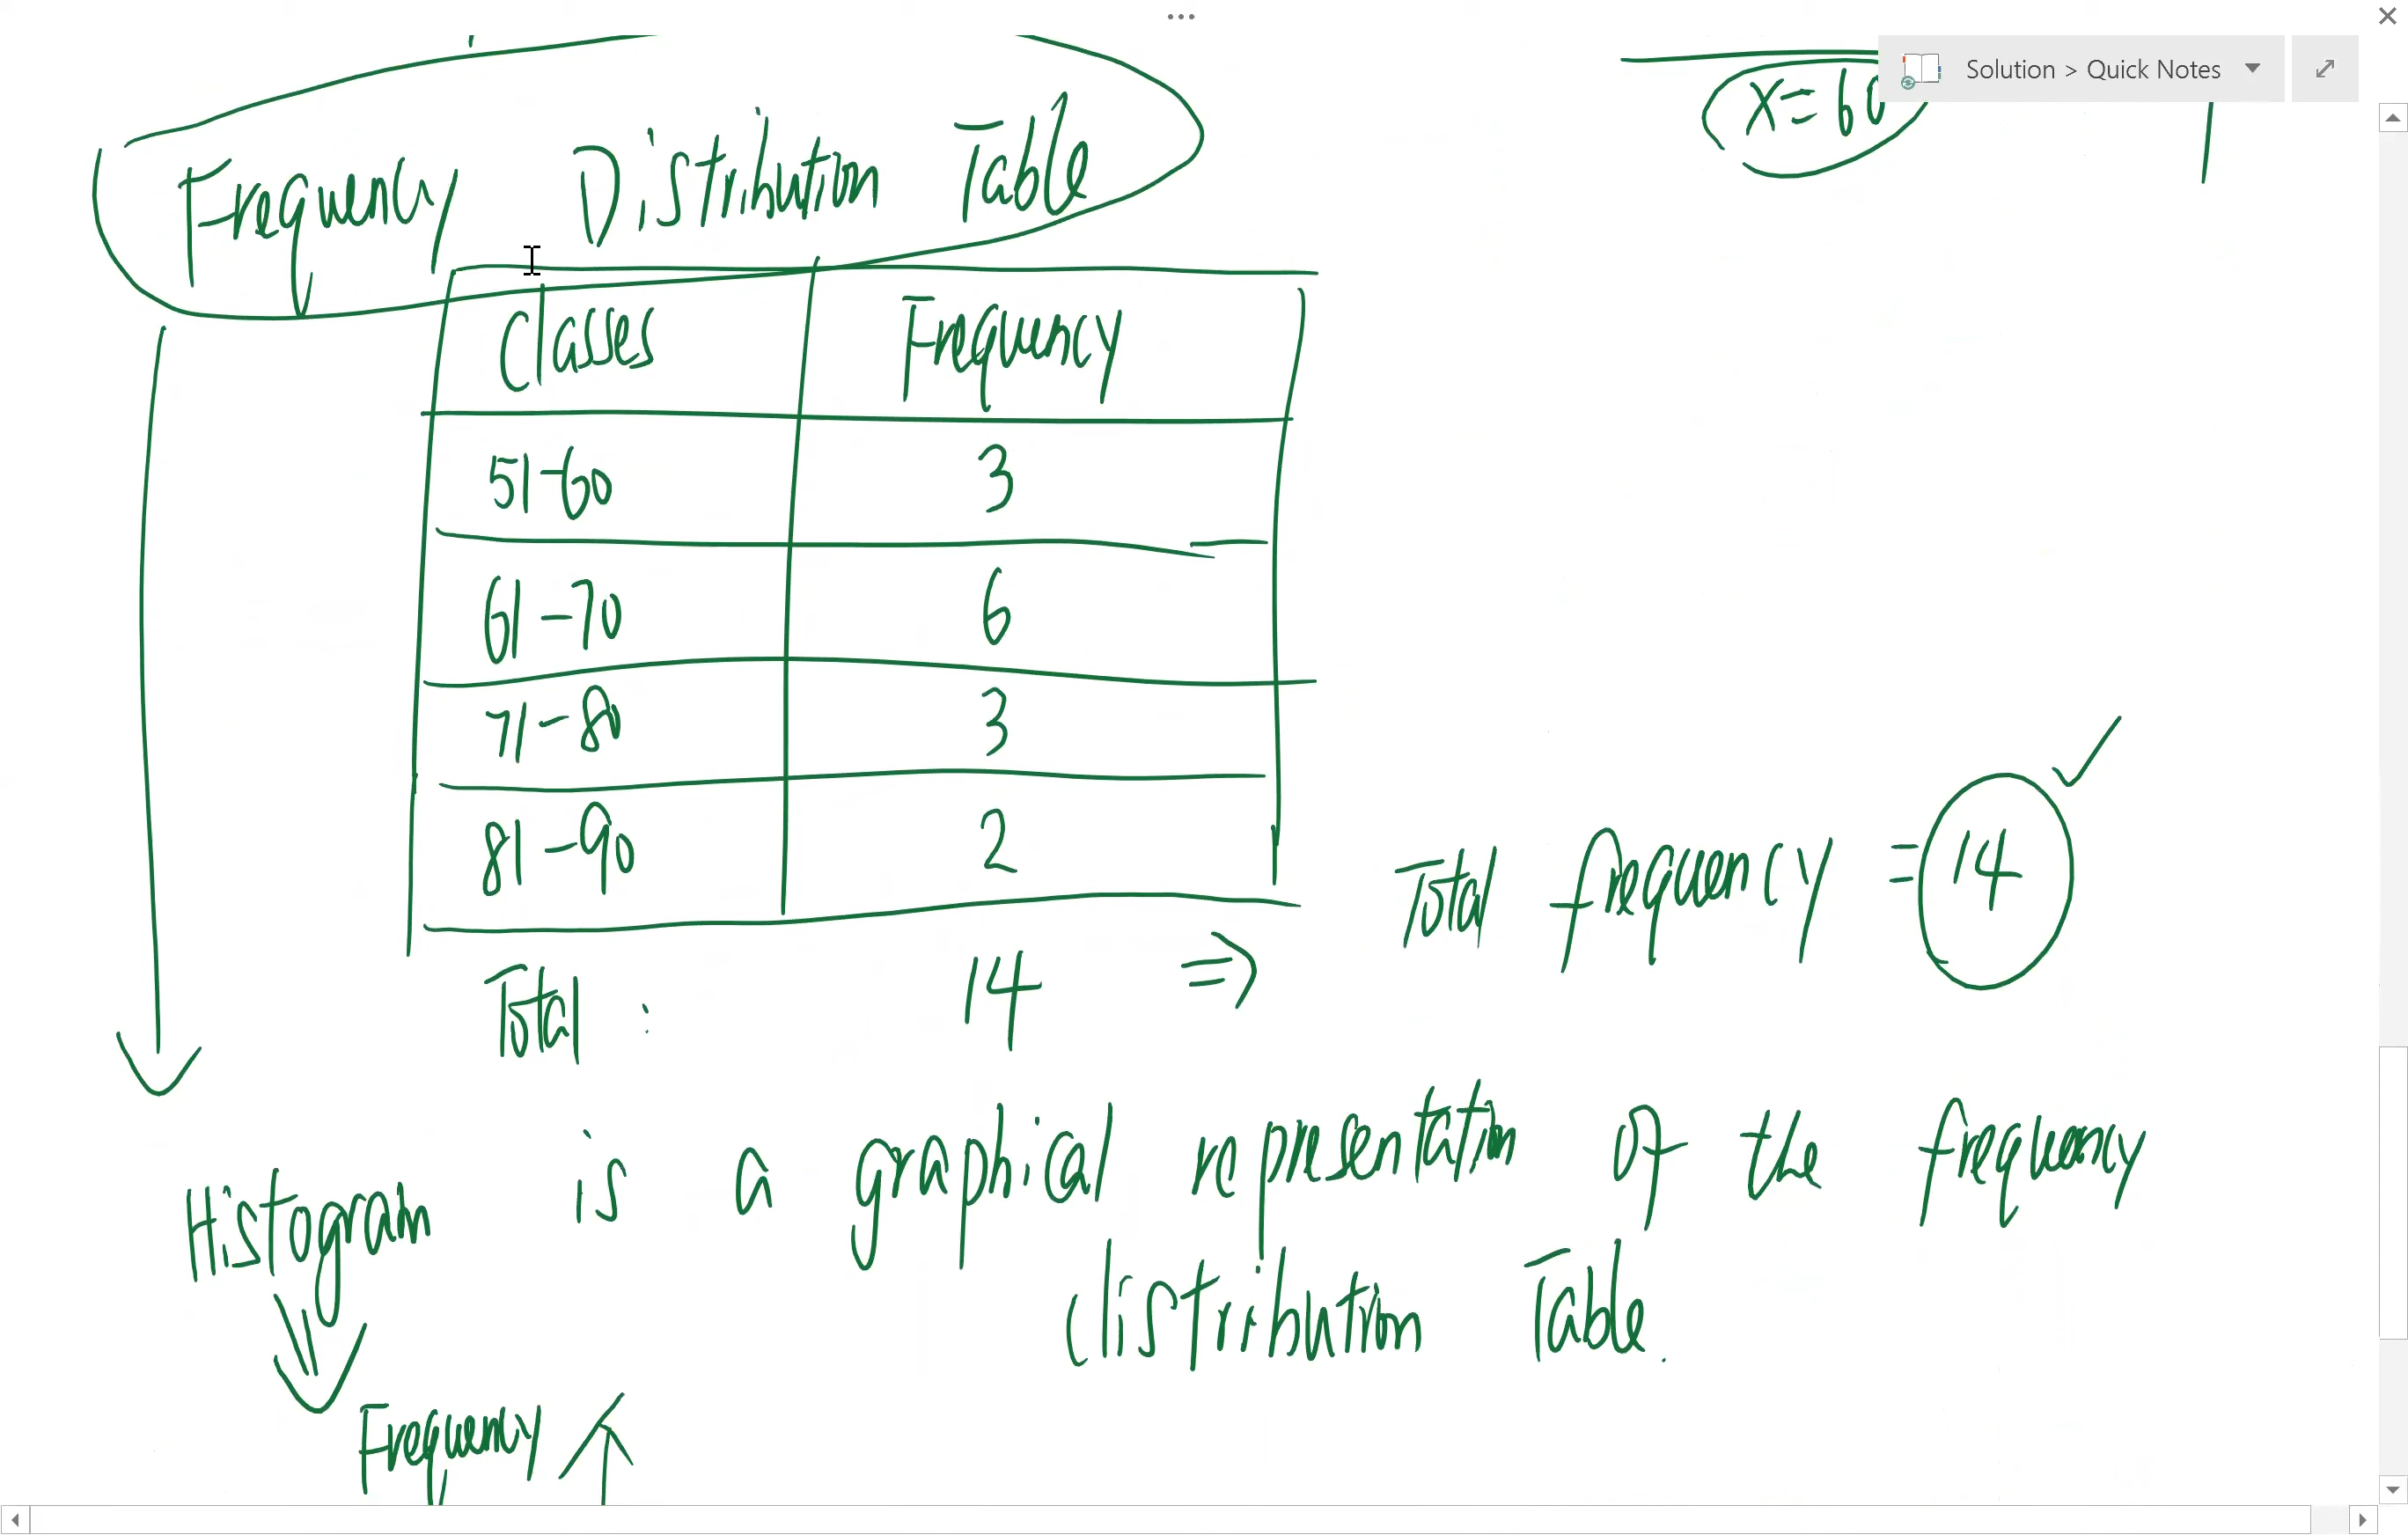 Solution > Quick Notes
x = 60
Frequency Distribution Table
Classes Frequency
51-60 3
61-70 6
71-80 3
81-90 2
Total : 14 ⇒ Total frequency = 14 ✓
Histogram is a graphical representation of the frequency
distribution Table.
Frequency